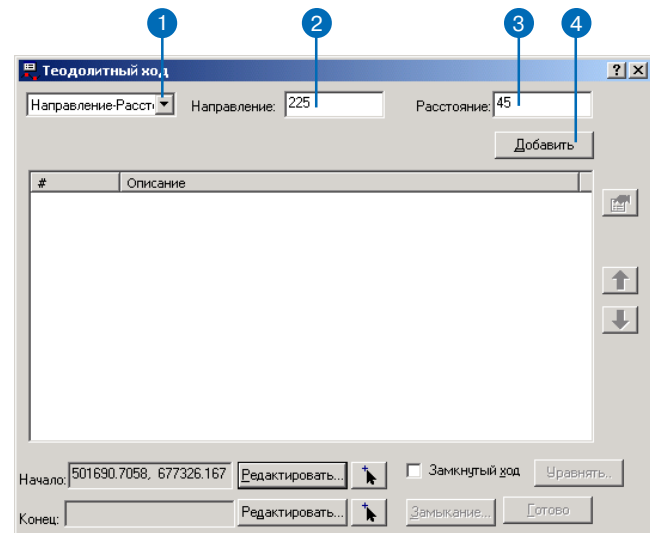 1 2 3 4
Теодолитный ход
Направление-Расст Направление: 225 Расстояние: 45
Добавить
# Описание
Начало: 501690.7058, 677326.167 Редактировать... Замкнутый ход Уравнять..
Конец: Редактировать... Замыкание... Готово